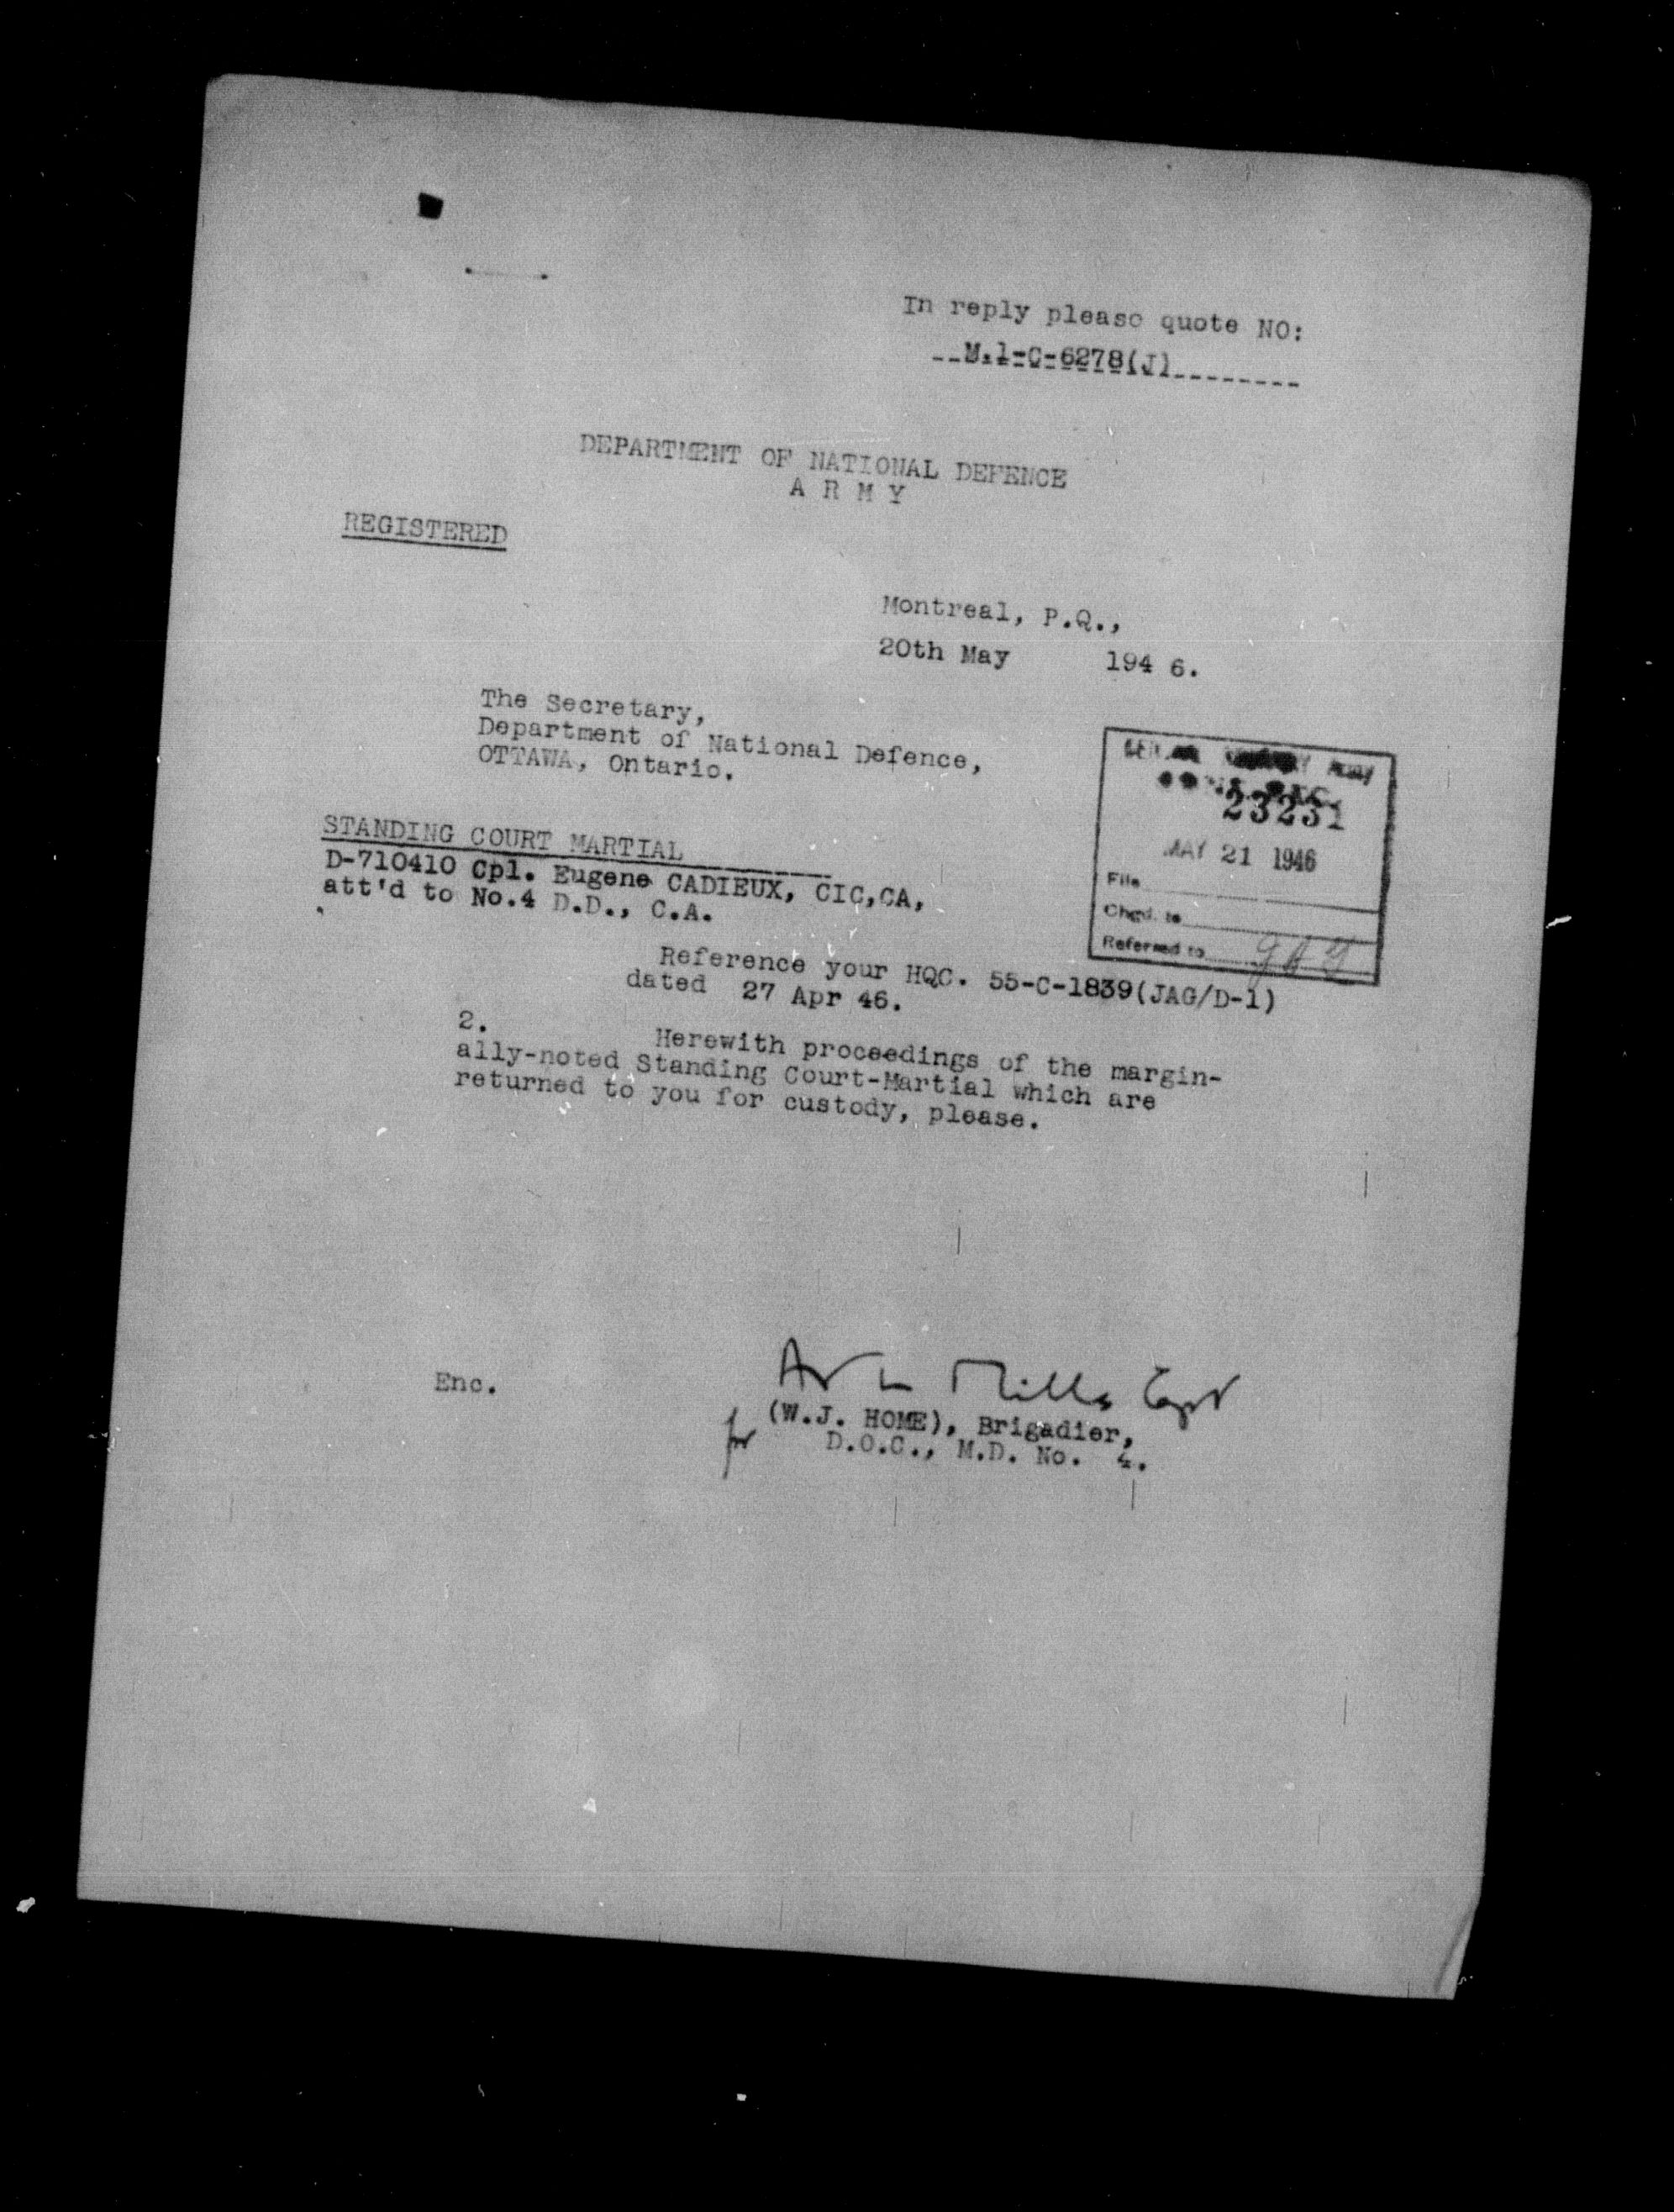 In reply please quote NO:
M.1-C-6278(J)
DEPARTMENT OF NATIONAL DEFENCE
A R M Y
REGISTERED
Montreal, P.Q.,
20th May 194 6.
The Secretary,
Department of National Defence,
OTTAWA, Ontario.
23231
MAY 21 1946
File
Chgd. to
Referred to JAG
STANDING COURT MARTIAL
D-710410 Cpl. Eugene CADIEUX, CIC,CA,
att'd to No.4 D.D., C.A.
Reference your HQC. 55-C-1839(JAG/D-1)
dated 27 Apr 46.
2. Herewith proceedings of the margin-
ally-noted Standing Court-Martial which are
returned to you for custody, please.
Enc.
Mills Capt
(W.J. HOME), Brigadier,
for D.O.C., M.D. No. 4.